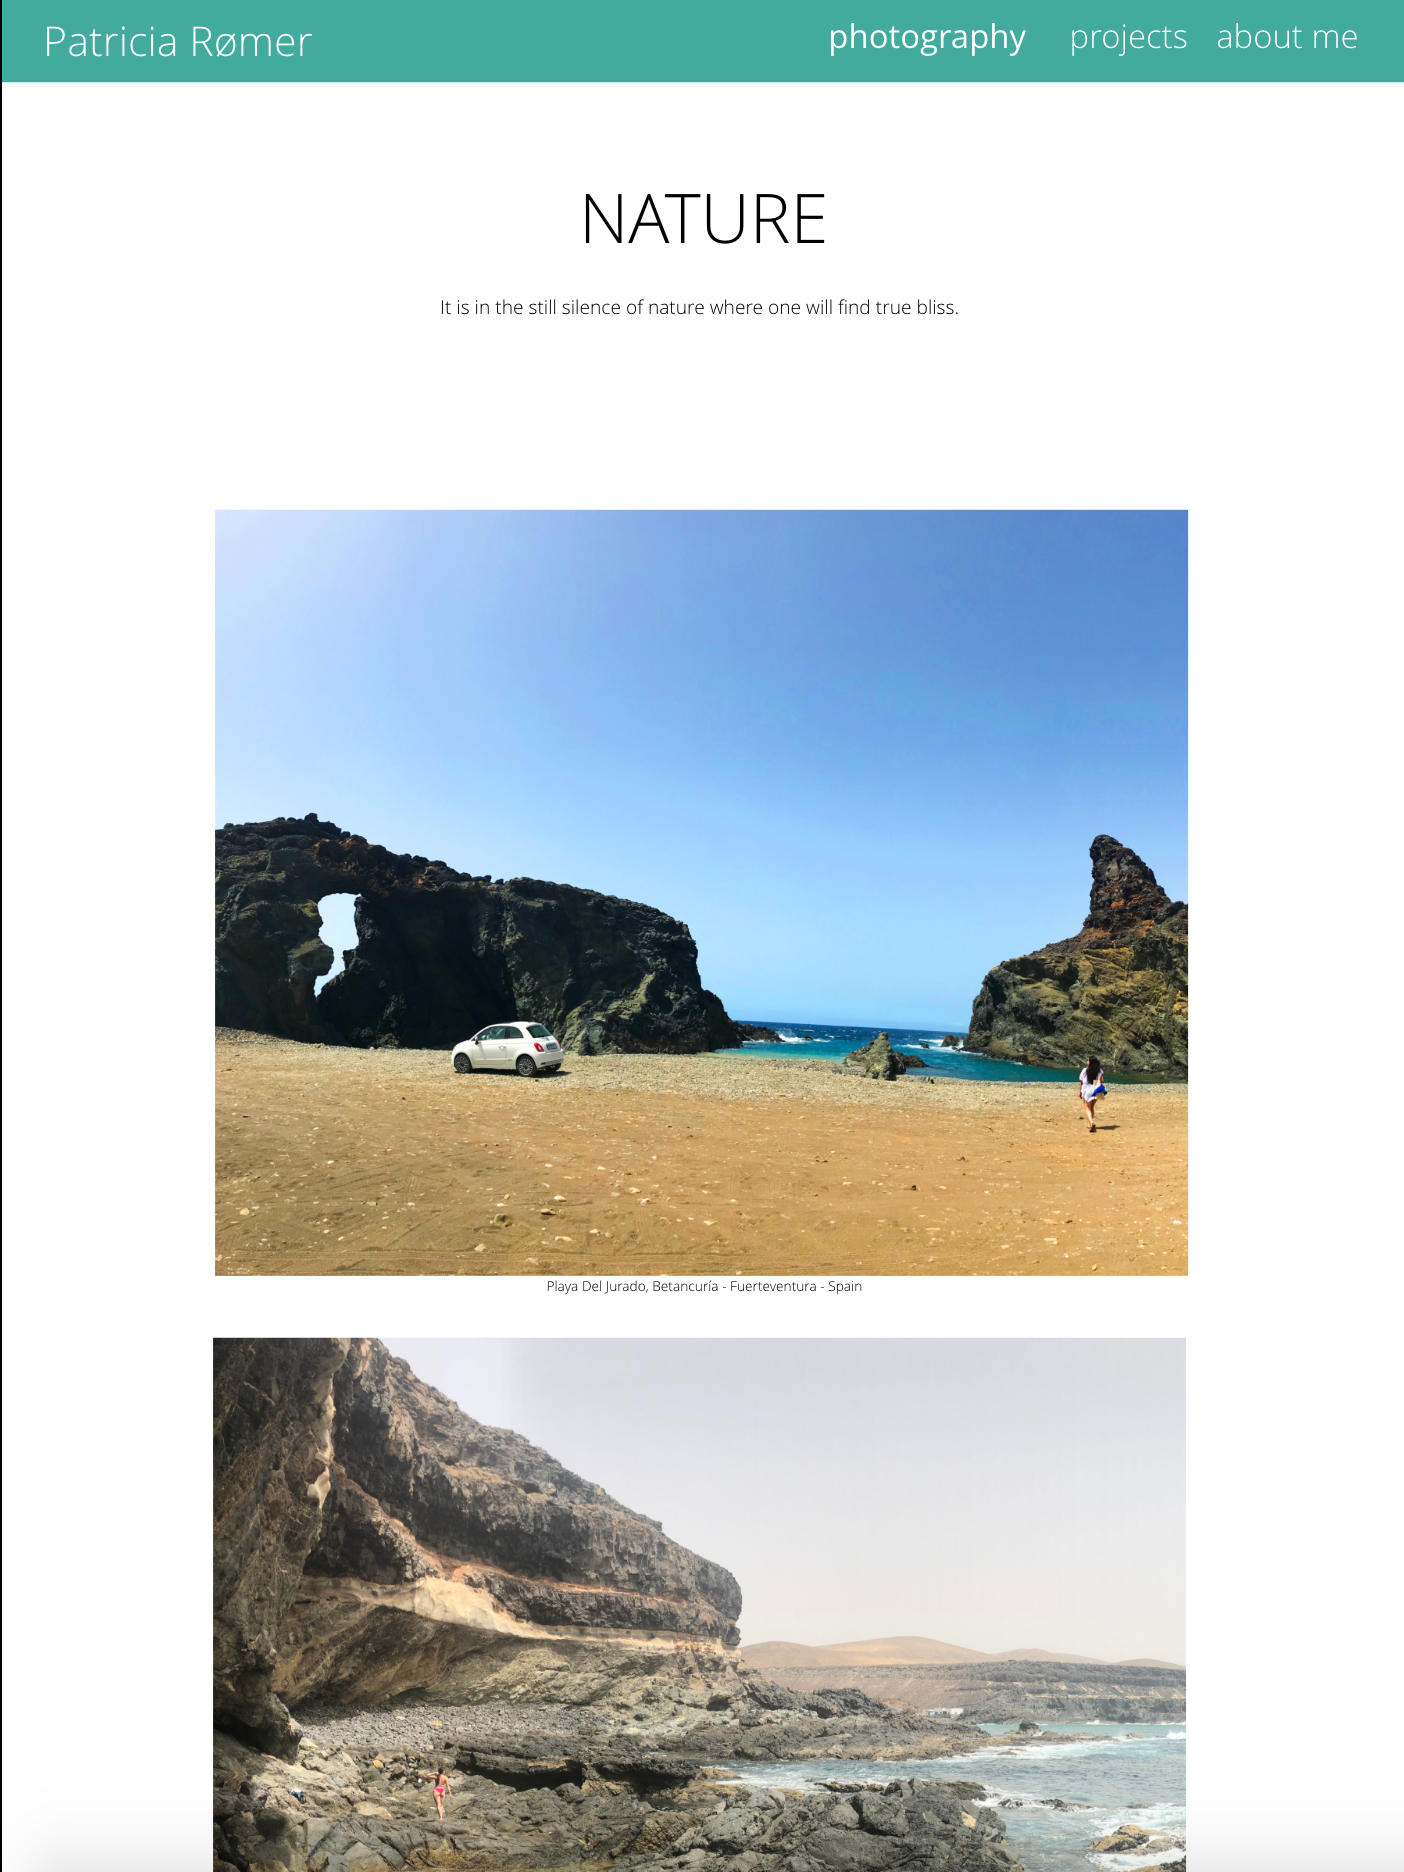 Patricia Rømer
photography projects about me
NATURE
It is in the still silence of nature where one will find true bliss.
Playa Del Jurado, Betancuría - Fuerteventura - Spain